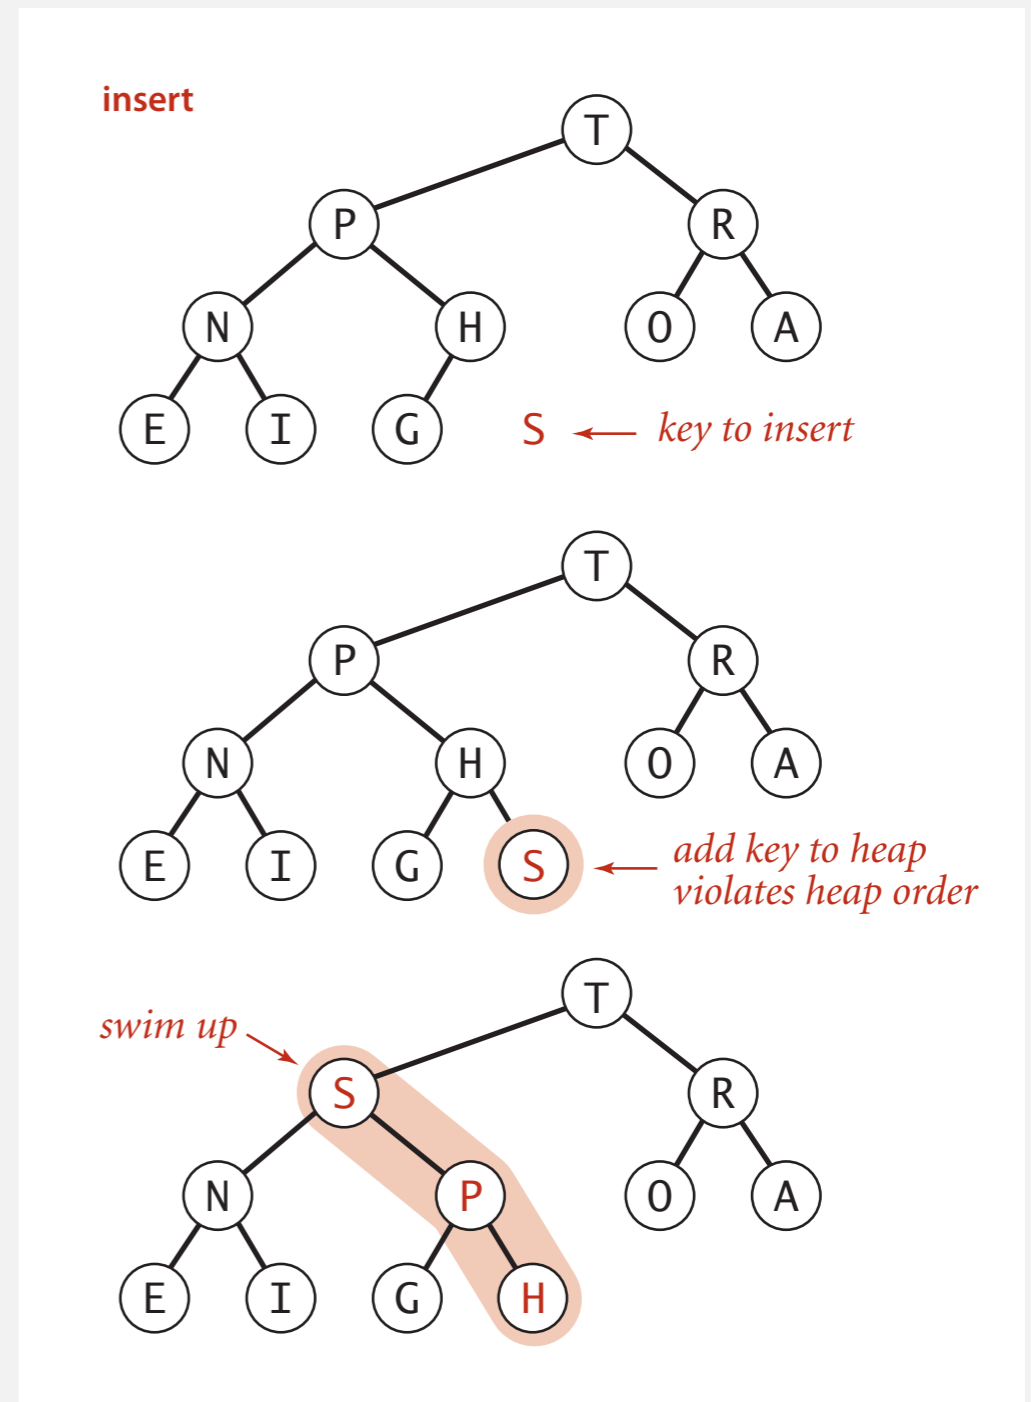 insert
T
P
R
N
H
O
A
E
I
G
S
key to insert
T
P
R
N
H
O
A
E
I
G
S
add key to heap
violates heap order
swim up
T
S
R
N
P
O
A
E
I
G
H